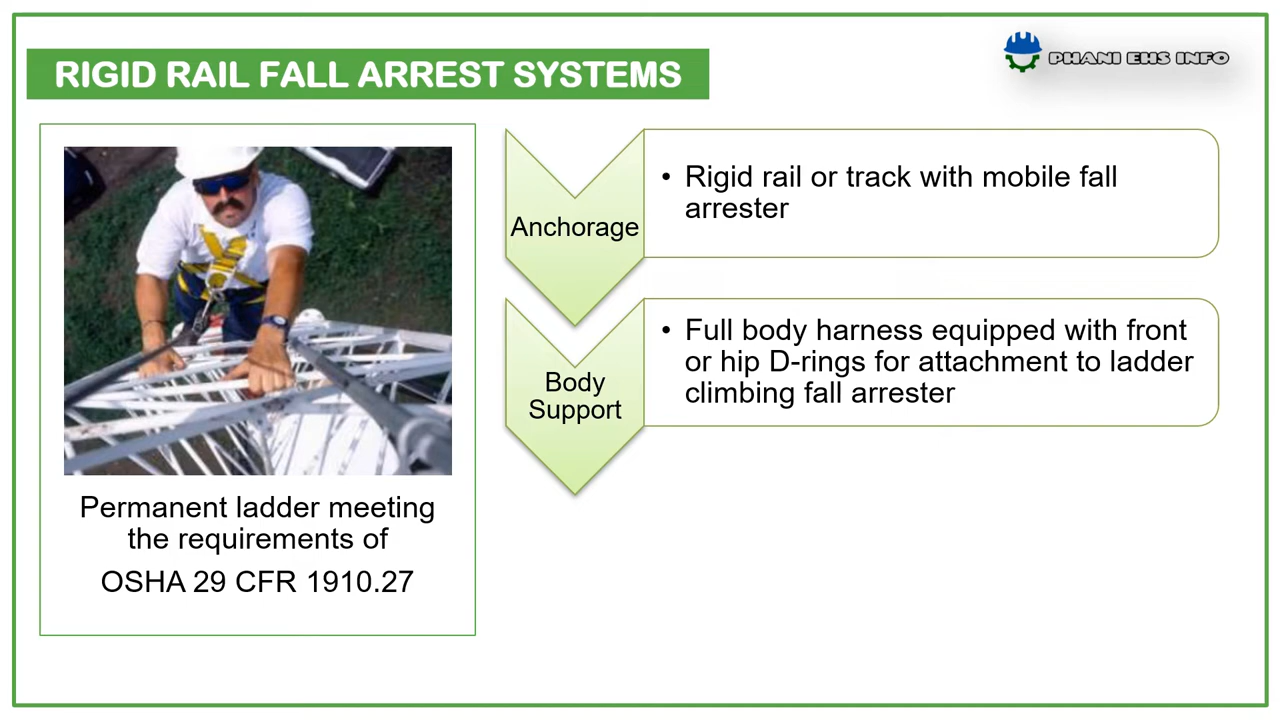 RIGID RAIL FALL ARREST SYSTEMS
PHANI EHS INFO
Permanent ladder meeting
the requirements of
OSHA 29 CFR 1910.27
Anchorage
• Rigid rail or track with mobile fall
arrester
Body
Support
• Full body harness equipped with front
or hip D-rings for attachment to ladder
climbing fall arrester